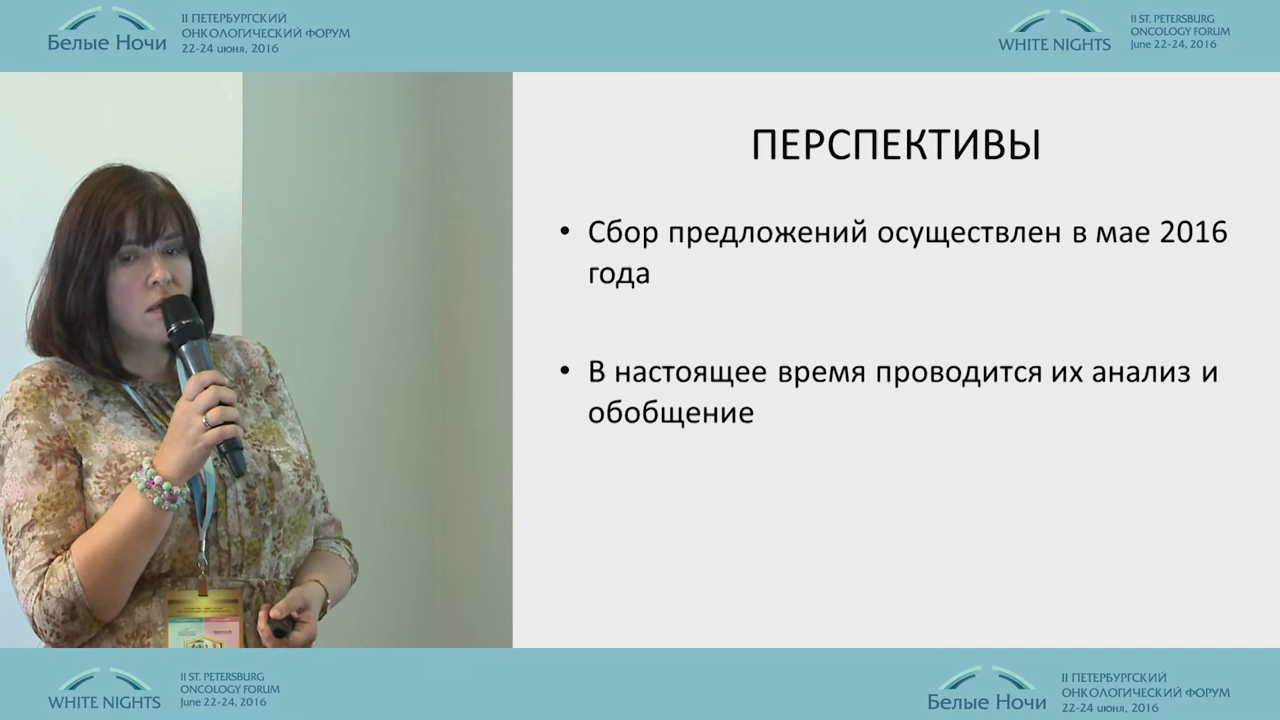 Белые Ночи
II ПЕТЕРБУРГСКИЙ
ОНКОЛОГИЧЕСКИЙ ФОРУМ
22-24 июня, 2016
WHITE NIGHTS
II ST. PETERSBURG
ONCOLOGY FORUM
June 22-24, 2016
ПЕРСПЕКТИВЫ
• Сбор предложений осуществлен в мае 2016
года
• В настоящее время проводится их анализ и
обобщение
WHITE NIGHTS
II ST. PETERSBURG
ONCOLOGY FORUM
June 22-24, 2016
Белые Ночи
II ПЕТЕРБУРГСКИЙ
ОНКОЛОГИЧЕСКИЙ ФОРУМ
22-24 июня, 2016